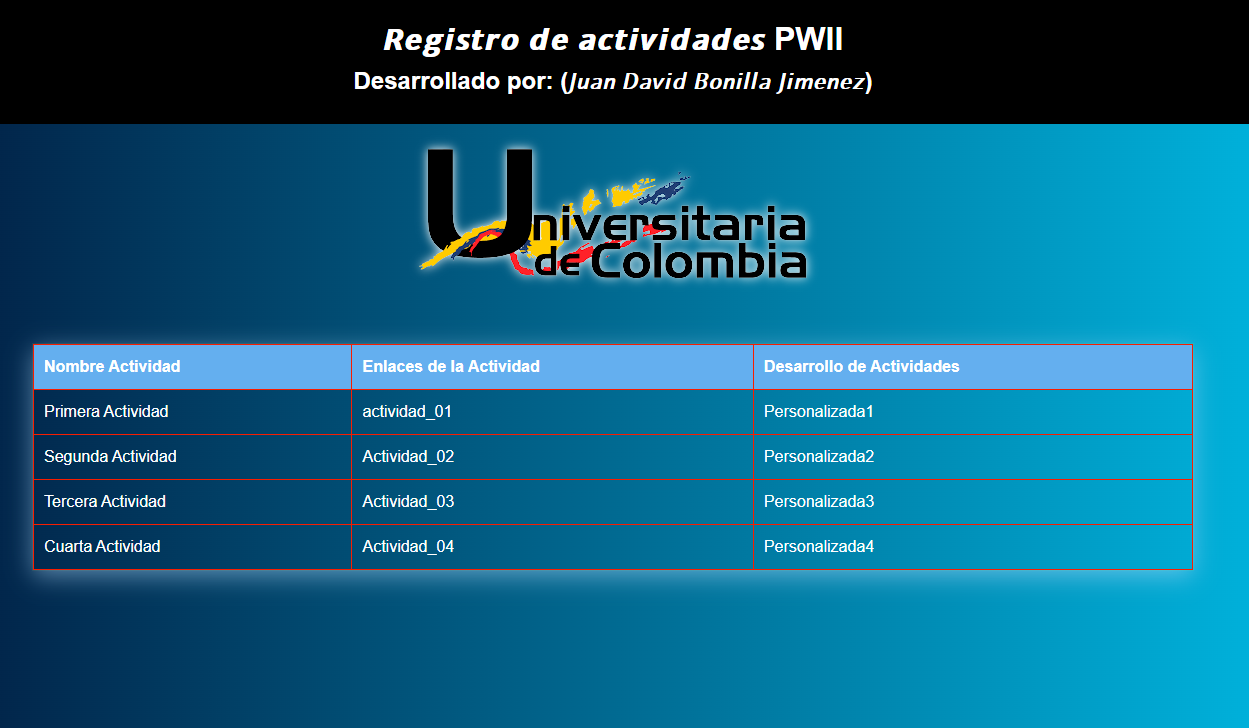 Registro de actividades PWII
Desarrollado por: (Juan David Bonilla Jimenez)
Universitaria
de Colombia
Nombre Actividad Enlaces de la Actividad Desarrollo de Actividades
Primera Actividad actividad_01 Personalizada1
Segunda Actividad Actividad_02 Personalizada2
Tercera Actividad Actividad_03 Personalizada3
Cuarta Actividad Actividad_04 Personalizada4